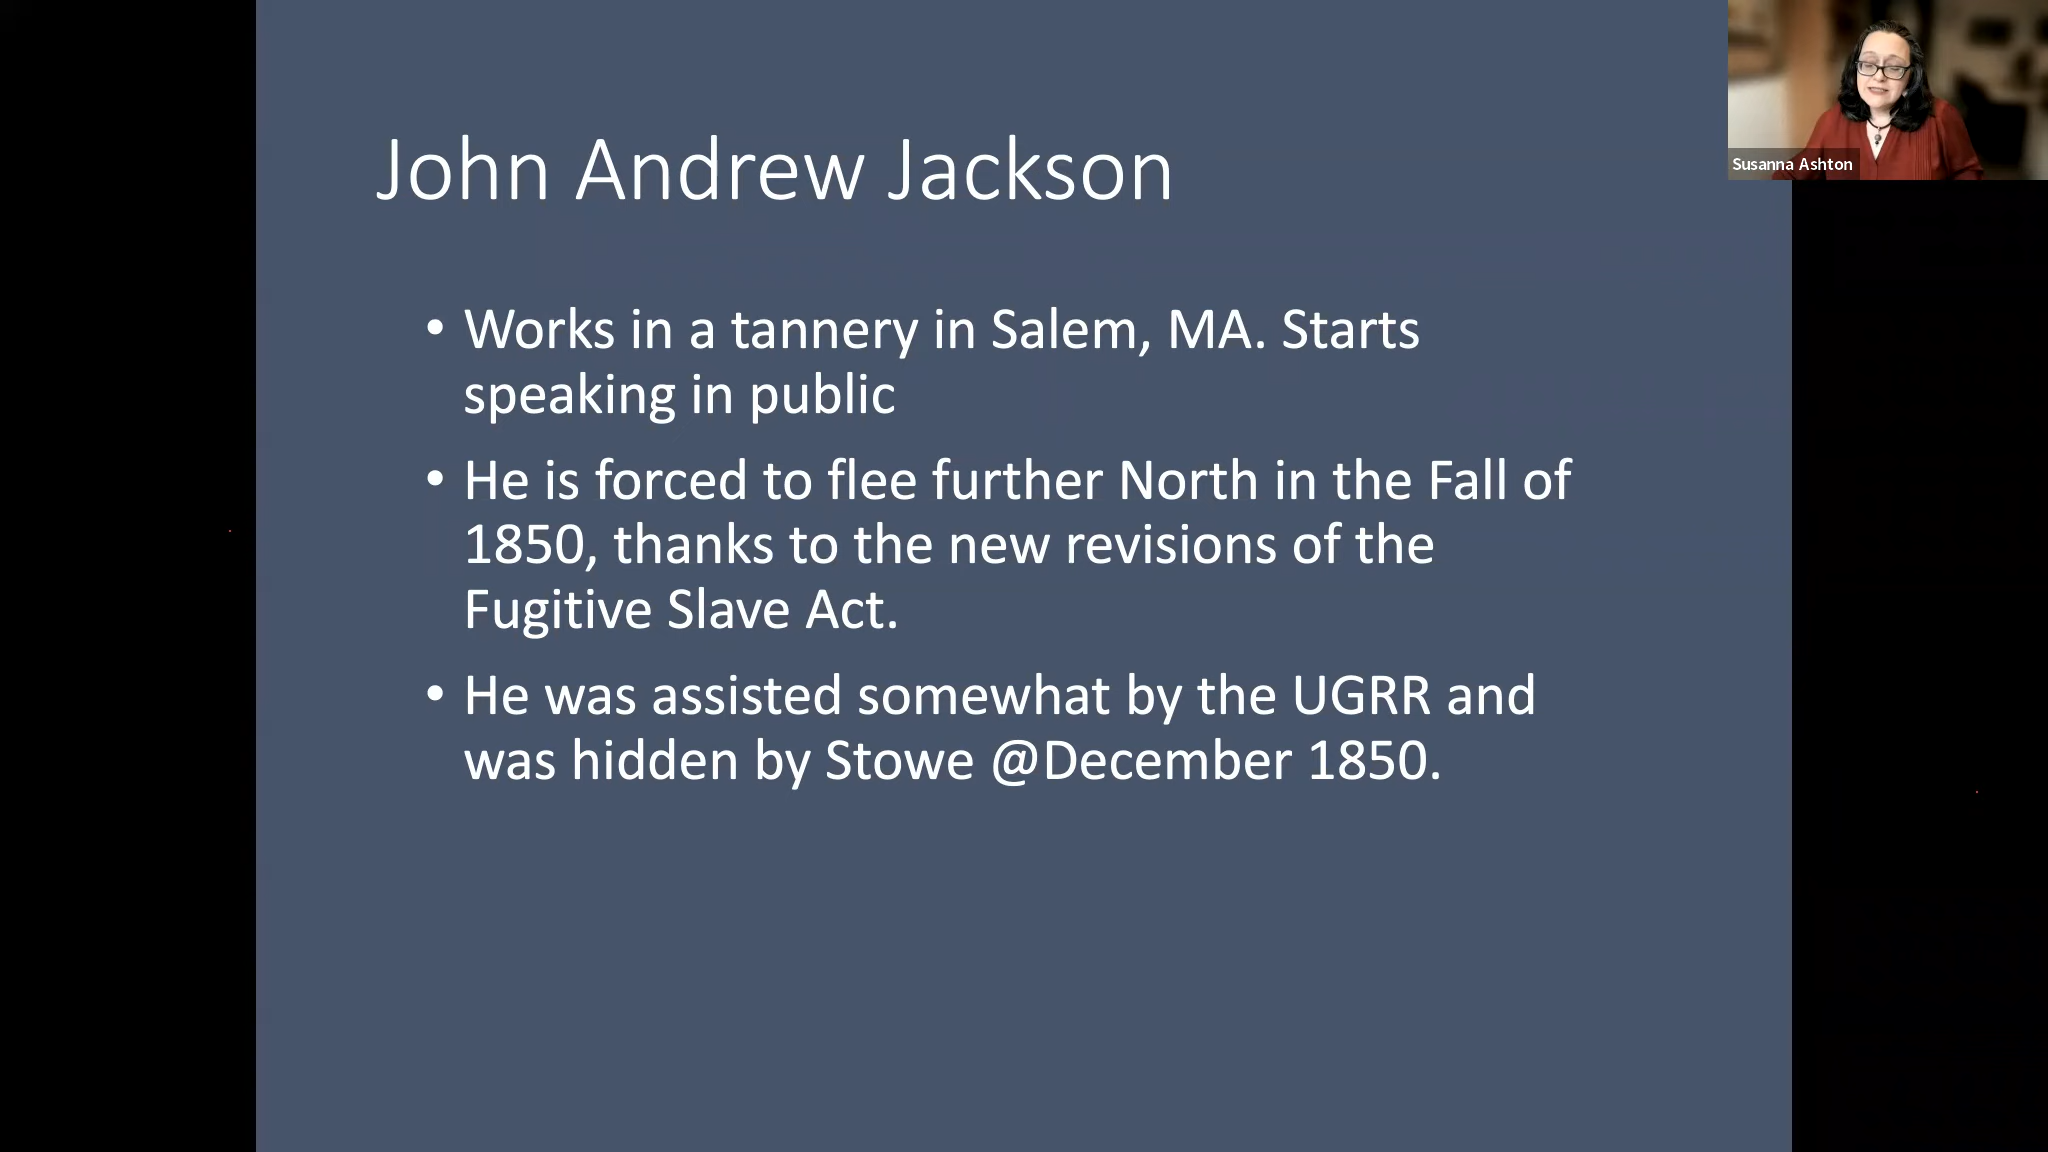 John Andrew Jackson
• Works in a tannery in Salem, MA. Starts
speaking in public
• He is forced to flee further North in the Fall of
1850, thanks to the new revisions of the
Fugitive Slave Act.
• He was assisted somewhat by the UGRR and
was hidden by Stowe @December 1850.
Susanna Ashton